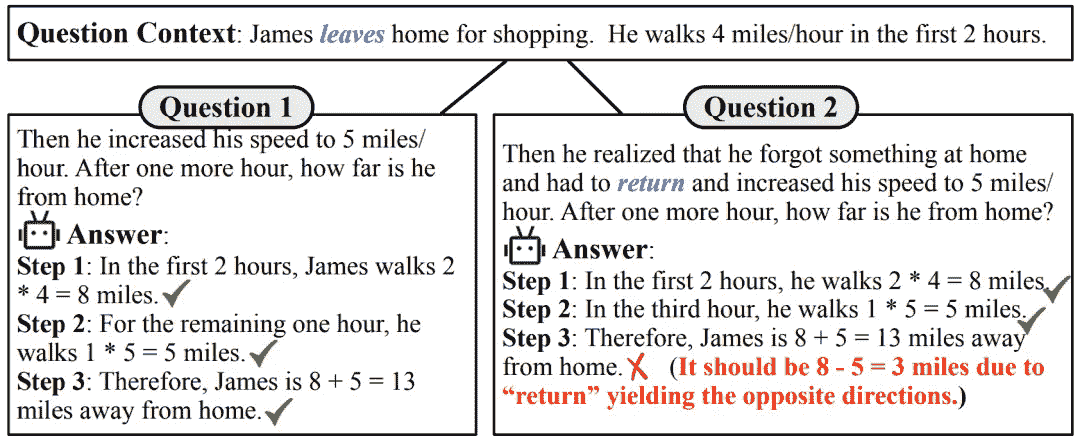 Question Context: James leaves home for shopping. He walks 4 miles/hour in the first 2 hours.
Question 1
Then he increased his speed to 5 miles/
hour. After one more hour, how far is he
from home?
Answer:
Step 1: In the first 2 hours, James walks 2
* 4 = 8 miles.
Step 2: For the remaining one hour, he
walks 1 * 5 = 5 miles.
Step 3: Therefore, James is 8 + 5 = 13
miles away from home.
Question 2
Then he realized that he forgot something at home
and had to return and increased his speed to 5 miles/
hour. After one more hour, how far is he from home?
Answer:
Step 1: In the first 2 hours, he walks 2 * 4 = 8 miles.
Step 2: In the third hour, he walks 1 * 5 = 5 miles.
Step 3: Therefore, James is 8 + 5 = 13 miles away
from home. (It should be 8 - 5 = 3 miles due to
“return” yielding the opposite directions.)